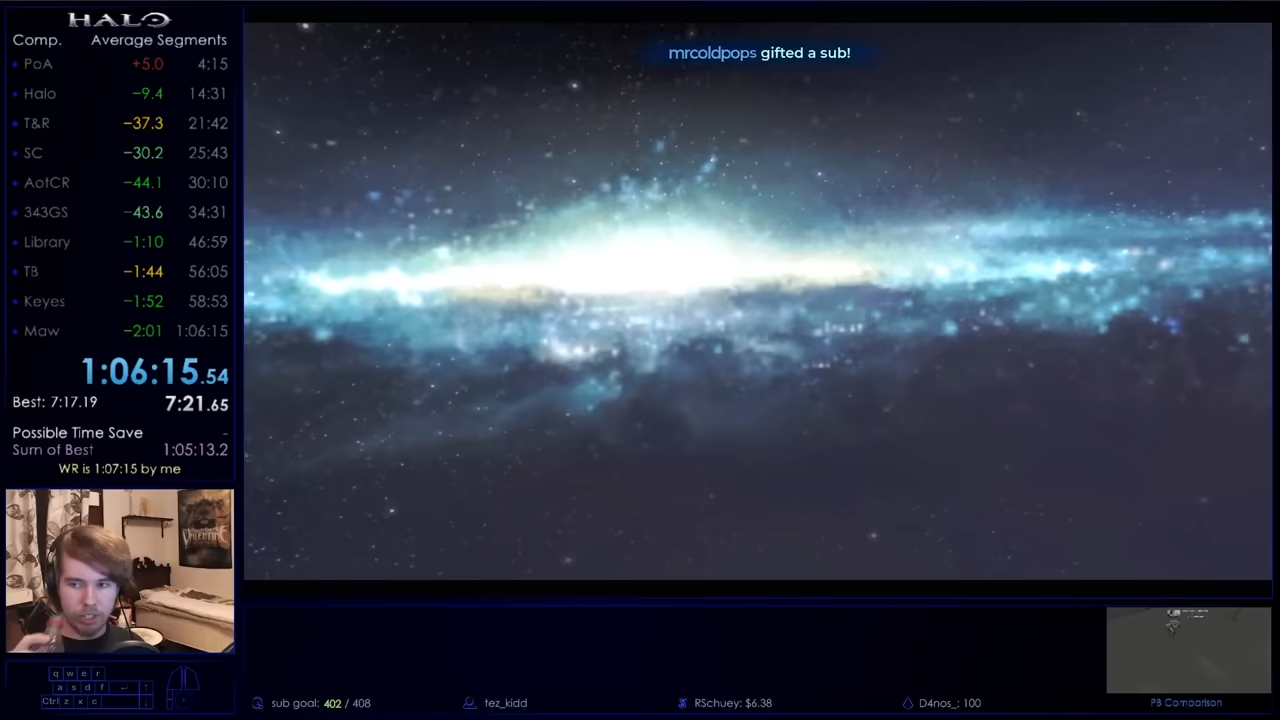 HALO
Comp. Average Segments
PoA +5.0 4:15
Halo −9.4 14:31
T&R −37.3 21:42
SC −30.2 25:43
AotCR −44.1 30:10
343GS −43.6 34:31
Library −1:10 46:59
TB −1:44 56:05
Keyes −1:52 58:53
Maw −2:01 1:06:15
1:06:15.54
Best: 7:17.19 7:21.65
Possible Time Save -
Sum of Best 1:05:13.2
WR is 1:07:15 by me
mrcoldpops gifted a sub!
q w e r
a s d f ← ↑
Ctrl z x c ↓
sub goal: 402 / 408 tez_kidd RSchuey: $6.38 D4nos_: 100
PB Comparison